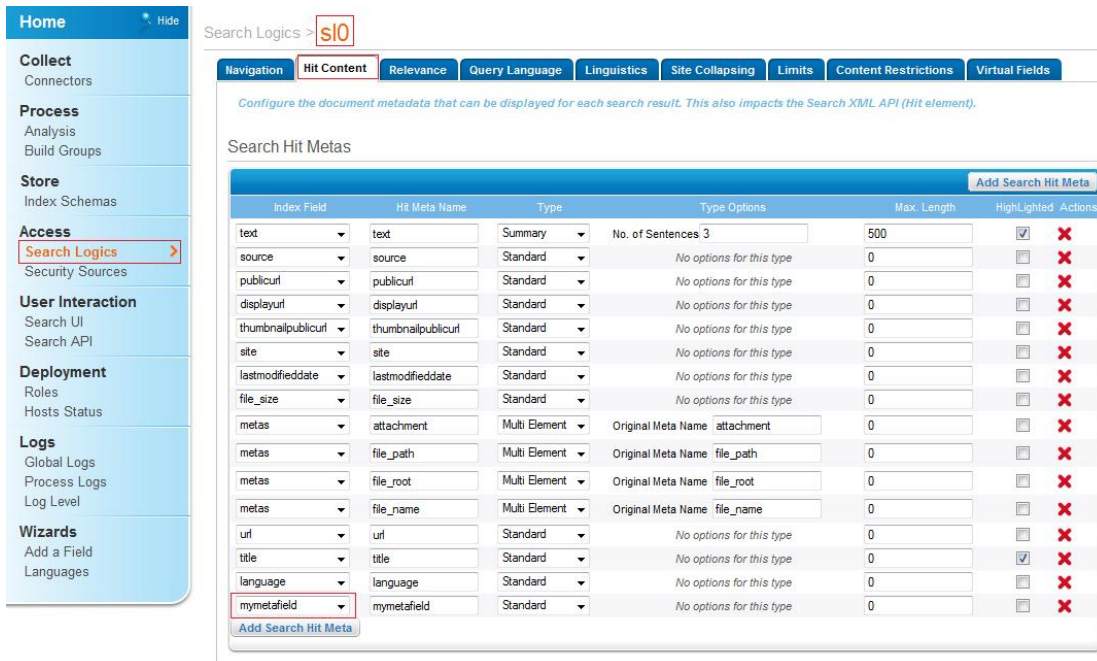 Home Hide
Collect
Connectors
Process
Analysis
Build Groups
Store
Index Schemas
Access
Search Logics
Security Sources
User Interaction
Search UI
Search API
Deployment
Roles
Hosts Status
Logs
Global Logs
Process Logs
Log Level
Wizards
Add a Field
Languages
Search Logics > sl0
Navigation Hit Content Relevance Query Language Linguistics Site Collapsing Limits Content Restrictions Virtual Fields
Configure the document metadata that can be displayed for each search result. This also impacts the Search XML API (Hit element).
Search Hit Metas
Add Search Hit Meta
Index Field Hit Meta Name Type Type Options Max. Length HighLighted Actions
text text Summary No. of Sentences 3 500
source source Standard No options for this type 0
publicurl publicurl Standard No options for this type 0
displayurl displayurl Standard No options for this type 0
thumbnailpublicurl thumbnailpublicurl Standard No options for this type 0
site site Standard No options for this type 0
lastmodifieddate lastmodifieddate Standard No options for this type 0
file_size file_size Standard No options for this type 0
metas attachment Multi Element Original Meta Name attachment 0
metas file_path Multi Element Original Meta Name file_path 0
metas file_root Multi Element Original Meta Name file_root 0
metas file_name Multi Element Original Meta Name file_name 0
url url Standard No options for this type 0
title title Standard No options for this type 0
language language Standard No options for this type 0
mymetafield mymetafield Standard No options for this type 0
Add Search Hit Meta